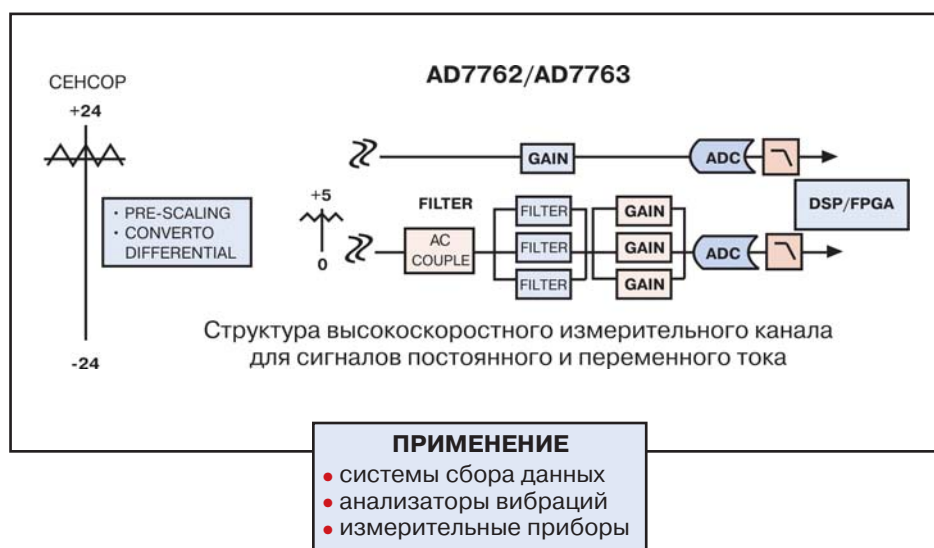 AD7762/AD7763
СЕНСОР
+24
-24
· PRE-SCALING
· CONVERTO
DIFFERENTIAL
GAIN
ADC
DSP/FPGA
+5
0
FILTER
AC
COUPLE
FILTER
FILTER
FILTER
GAIN
GAIN
GAIN
ADC
Структура высокоскоростного измерительного канала
для сигналов постоянного и переменного тока
ПРИМЕНЕНИЕ
• системы сбора данных
• анализаторы вибраций
• измерительные приборы